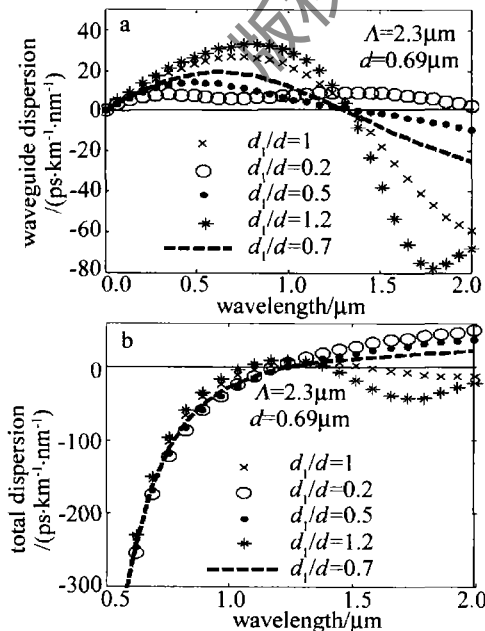 版权
a
Λ=2.3μm
d=0.69μm
40
20
0
-20
-40
-60
-80
waveguide dispersion
/(ps·km⁻¹·nm⁻¹)
d₁/d=1
d₁/d=0.2
d₁/d=0.5
d₁/d=1.2
d₁/d=0.7
0.0 0.5 1.0 1.5 2.0
wavelength/μm
b
0
-100
-200
-300
total dispersion
/(ps·km⁻¹·nm⁻¹)
Λ=2.3μm
d=0.69μm
d₁/d=1
d₁/d=0.2
d₁/d=0.5
d₁/d=1.2
d₁/d=0.7
0.5 1.0 1.5 2.0
wavelength/μm